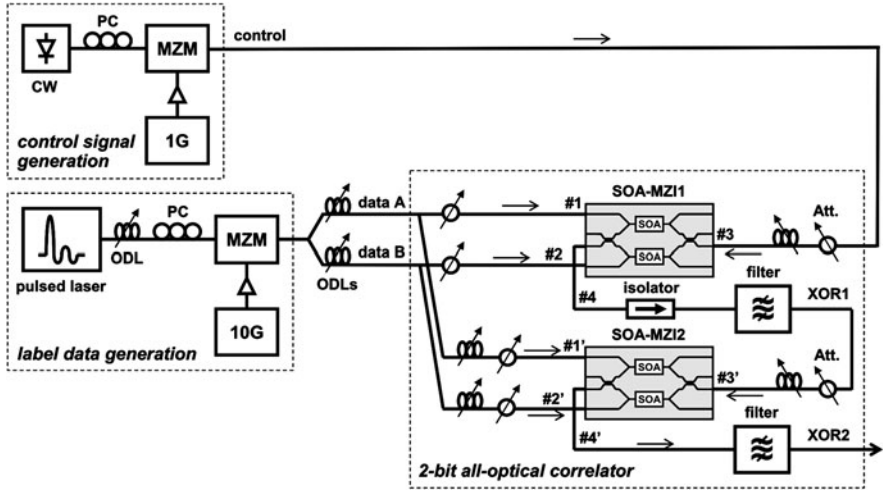 PC
MZM
control
CW
1G
control signal
generation
PC
MZM
ODL
pulsed laser
10G
label data generation
data A
data B
ODLs
SOA-MZI1
#1
SOA
#3
Att.
#2
SOA
#4
isolator
filter
XOR1
SOA-MZI2
#1'
SOA
#3'
Att.
#2'
SOA
filter
#4'
XOR2
2-bit all-optical correlator